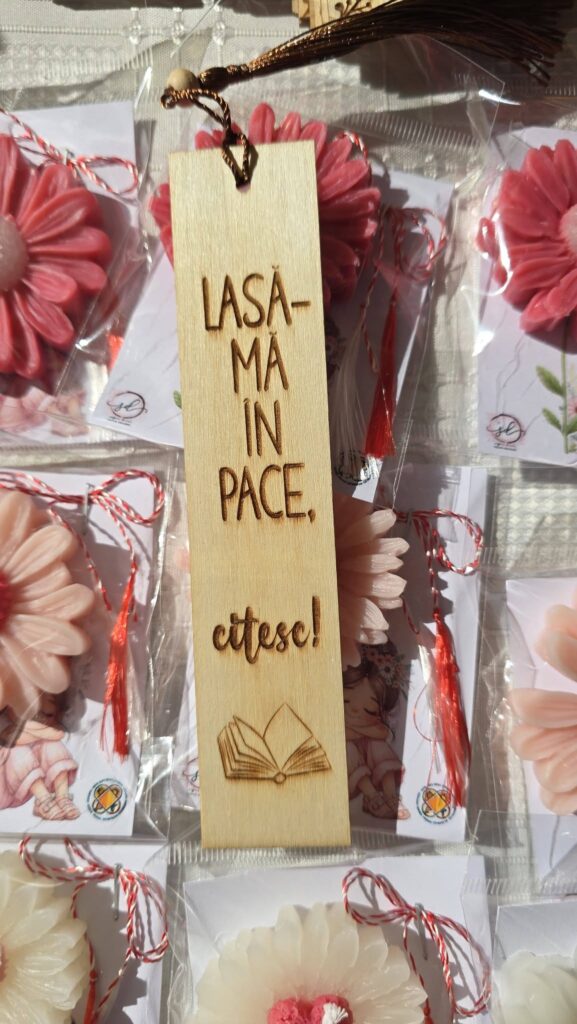 LASĂ-
MĂ
ÎN
PACE,
citesc!